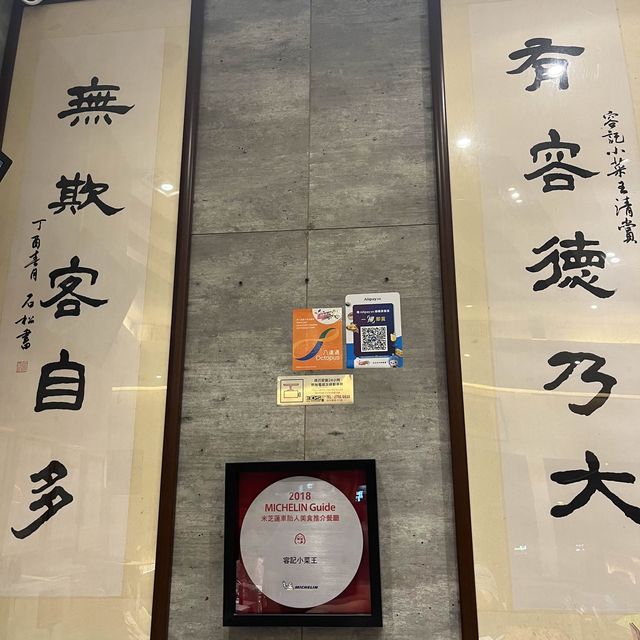 有容德乃大
容記小菜王清賞
無欺客自多
丁酉春月石松書
八達通
Octopus
2018
MICHELIN Guide
米芝蓮車胎人美食推介餐廳
容記小菜王
MICHELIN